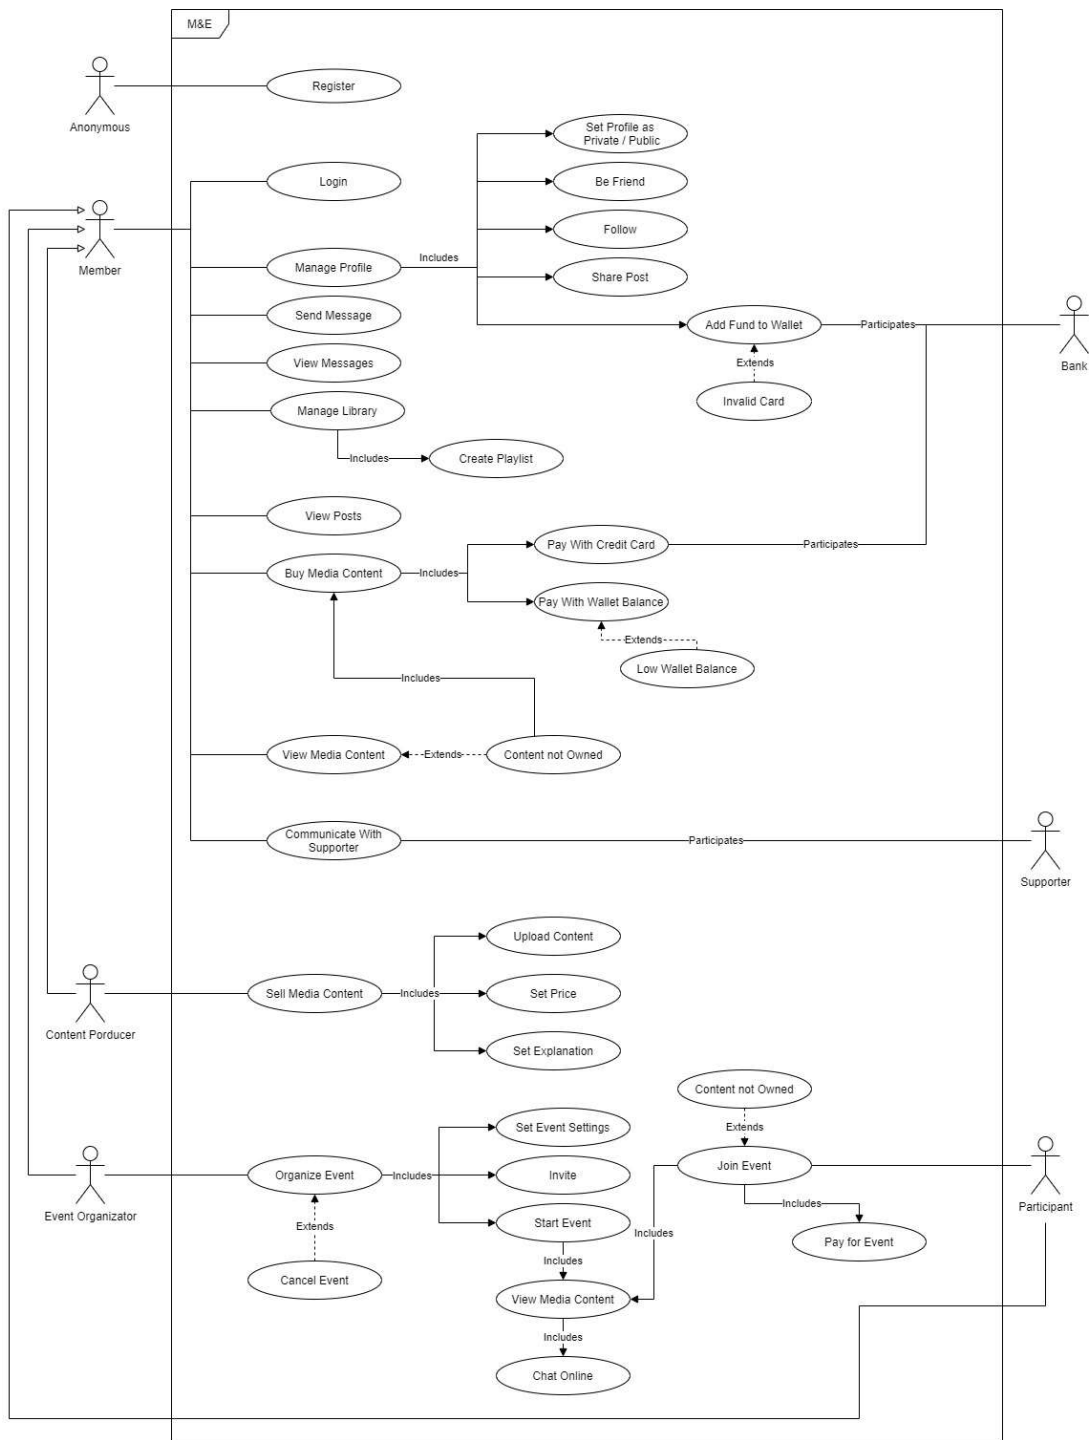 M&E
Register
Anonymous
Set Profile as
Private / Public
Login
Be Friend
Follow
Member
Includes
Manage Profile
Share Post
Send Message
Add Fund to Wallet
Participates
Bank
View Messages
Extends
Invalid Card
Manage Library
Includes
Create Playlist
View Posts
Pay With Credit Card
Participates
Buy Media Content
Includes
Pay With Wallet Balance
Extends
Low Wallet Balance
Includes
View Media Content
Extends
Content not Owned
Communicate With
Supporter
Participates
Supporter
Upload Content
Sell Media Content
Includes
Set Price
Content Porducer
Set Explanation
Content not Owned
Set Event Settings
Extends
Join Event
Organize Event
Includes
Invite
Participant
Event Organizator
Includes
Start Event
Extends
Includes
Pay for Event
Includes
Cancel Event
View Media Content
Includes
Chat Online